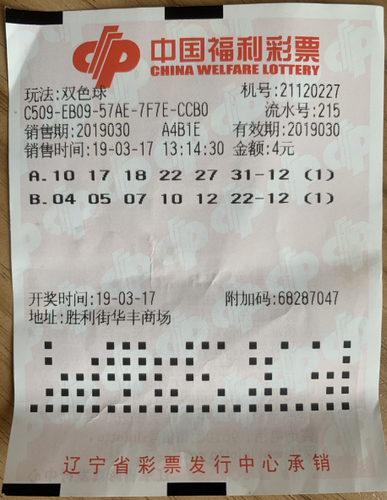 中国福利彩票
CHINA WELFARE LOTTERY
玩法:双色球 机号:21120227
C509-EB09-57AE-7F7E-CCB0 流水号:215
销售期:2019030 A4B1E 有效期:2019030
销售时间:19-03-17 13:14:30 金额:4元
A.10 17 18 22 27 31-12 (1)
B.04 05 07 10 12 22-12 (1)
开奖时间:19-03-17 附加码:68287047
地址:胜利街华丰商场
辽宁省彩票发行中心承销